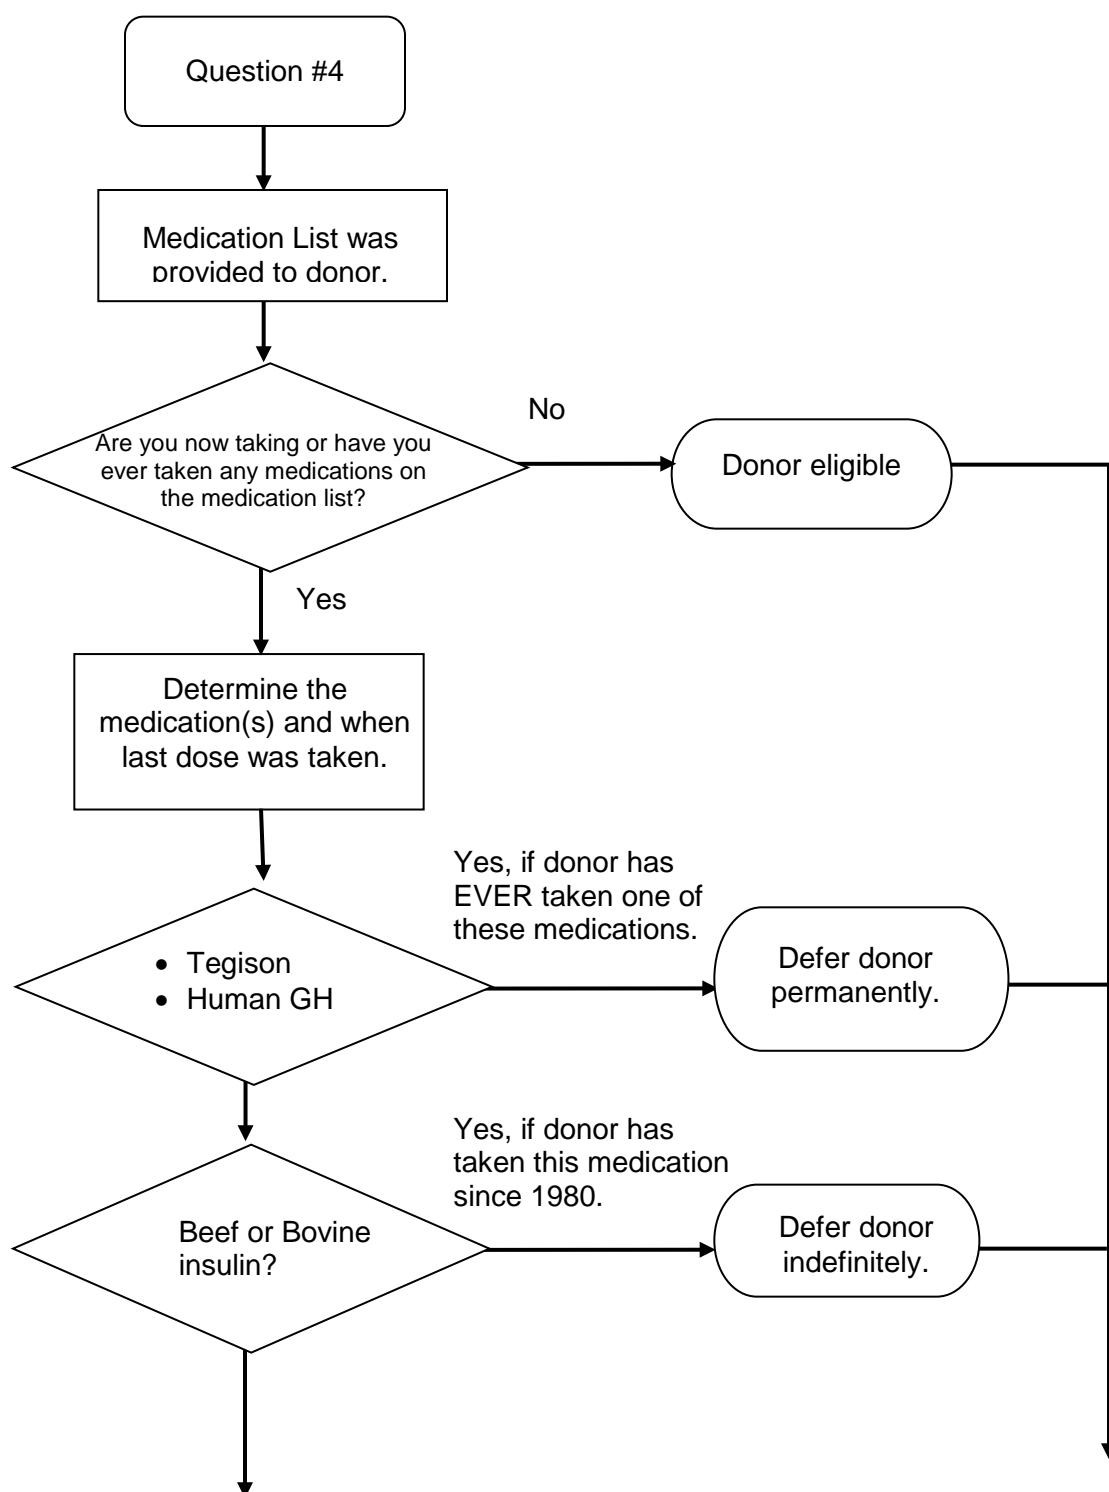 Question #4
Medication List was
provided to donor.
No
Are you now taking or have you
ever taken any medications on
the medication list?
Donor eligible
Yes
Determine the
medication(s) and when
last dose was taken.
Yes, if donor has
EVER taken one of
these medications.
• Tegison
• Human GH
Defer donor
permanently.
Yes, if donor has
taken this medication
since 1980.
Beef or Bovine
insulin?
Defer donor
indefinitely.